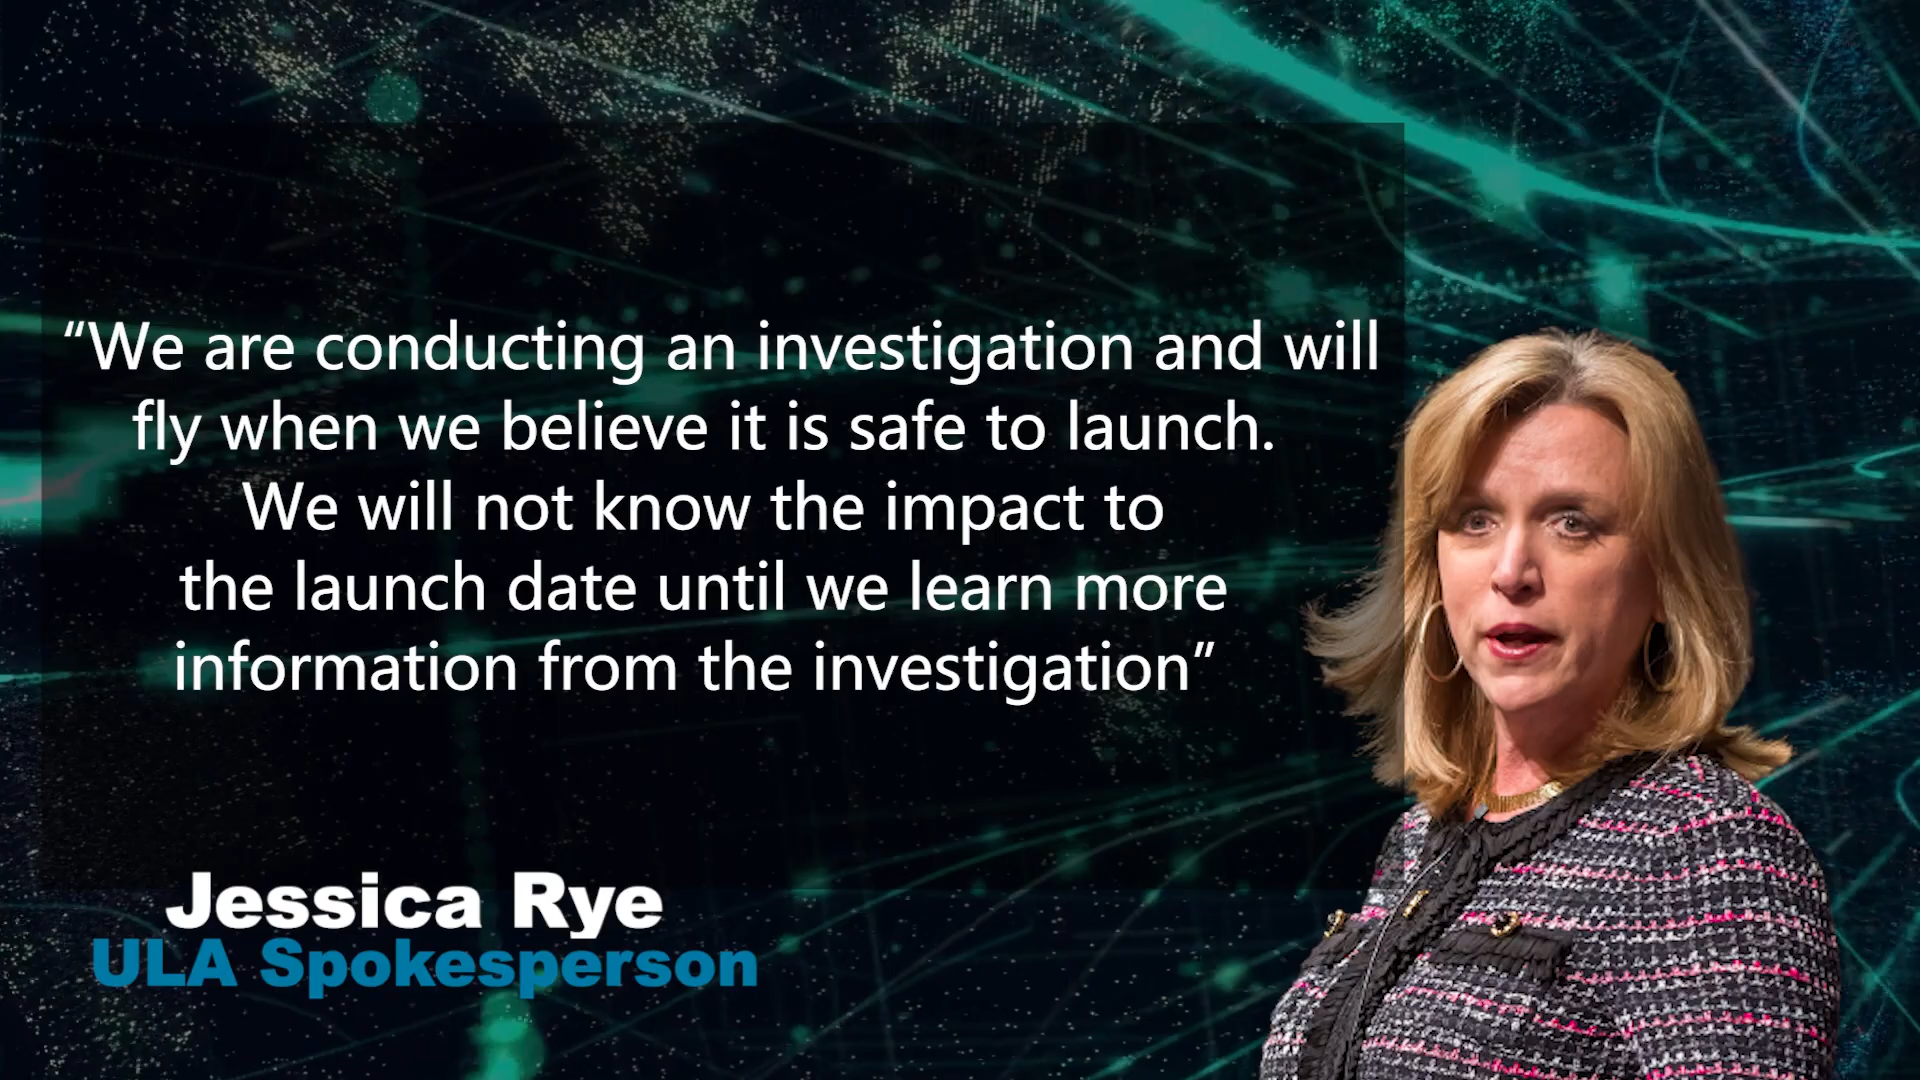 “We are conducting an investigation and will
fly when we believe it is safe to launch.
We will not know the impact to
the launch date until we learn more
information from the investigation”
Jessica Rye
ULA Spokesperson